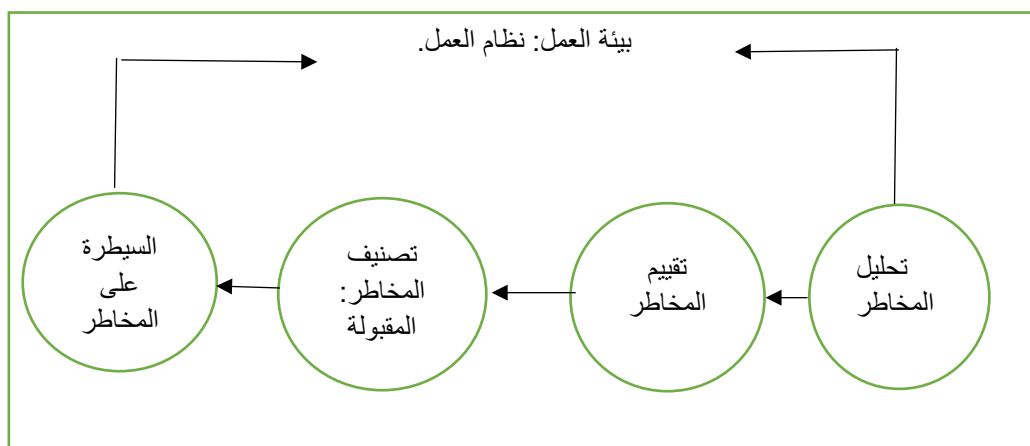 بيئة العمل: نظام العمل.
تحليل
المخاطر
تقييم
المخاطر
تصنيف
المخاطر:
المقبولة
السيطرة
على
المخاطر